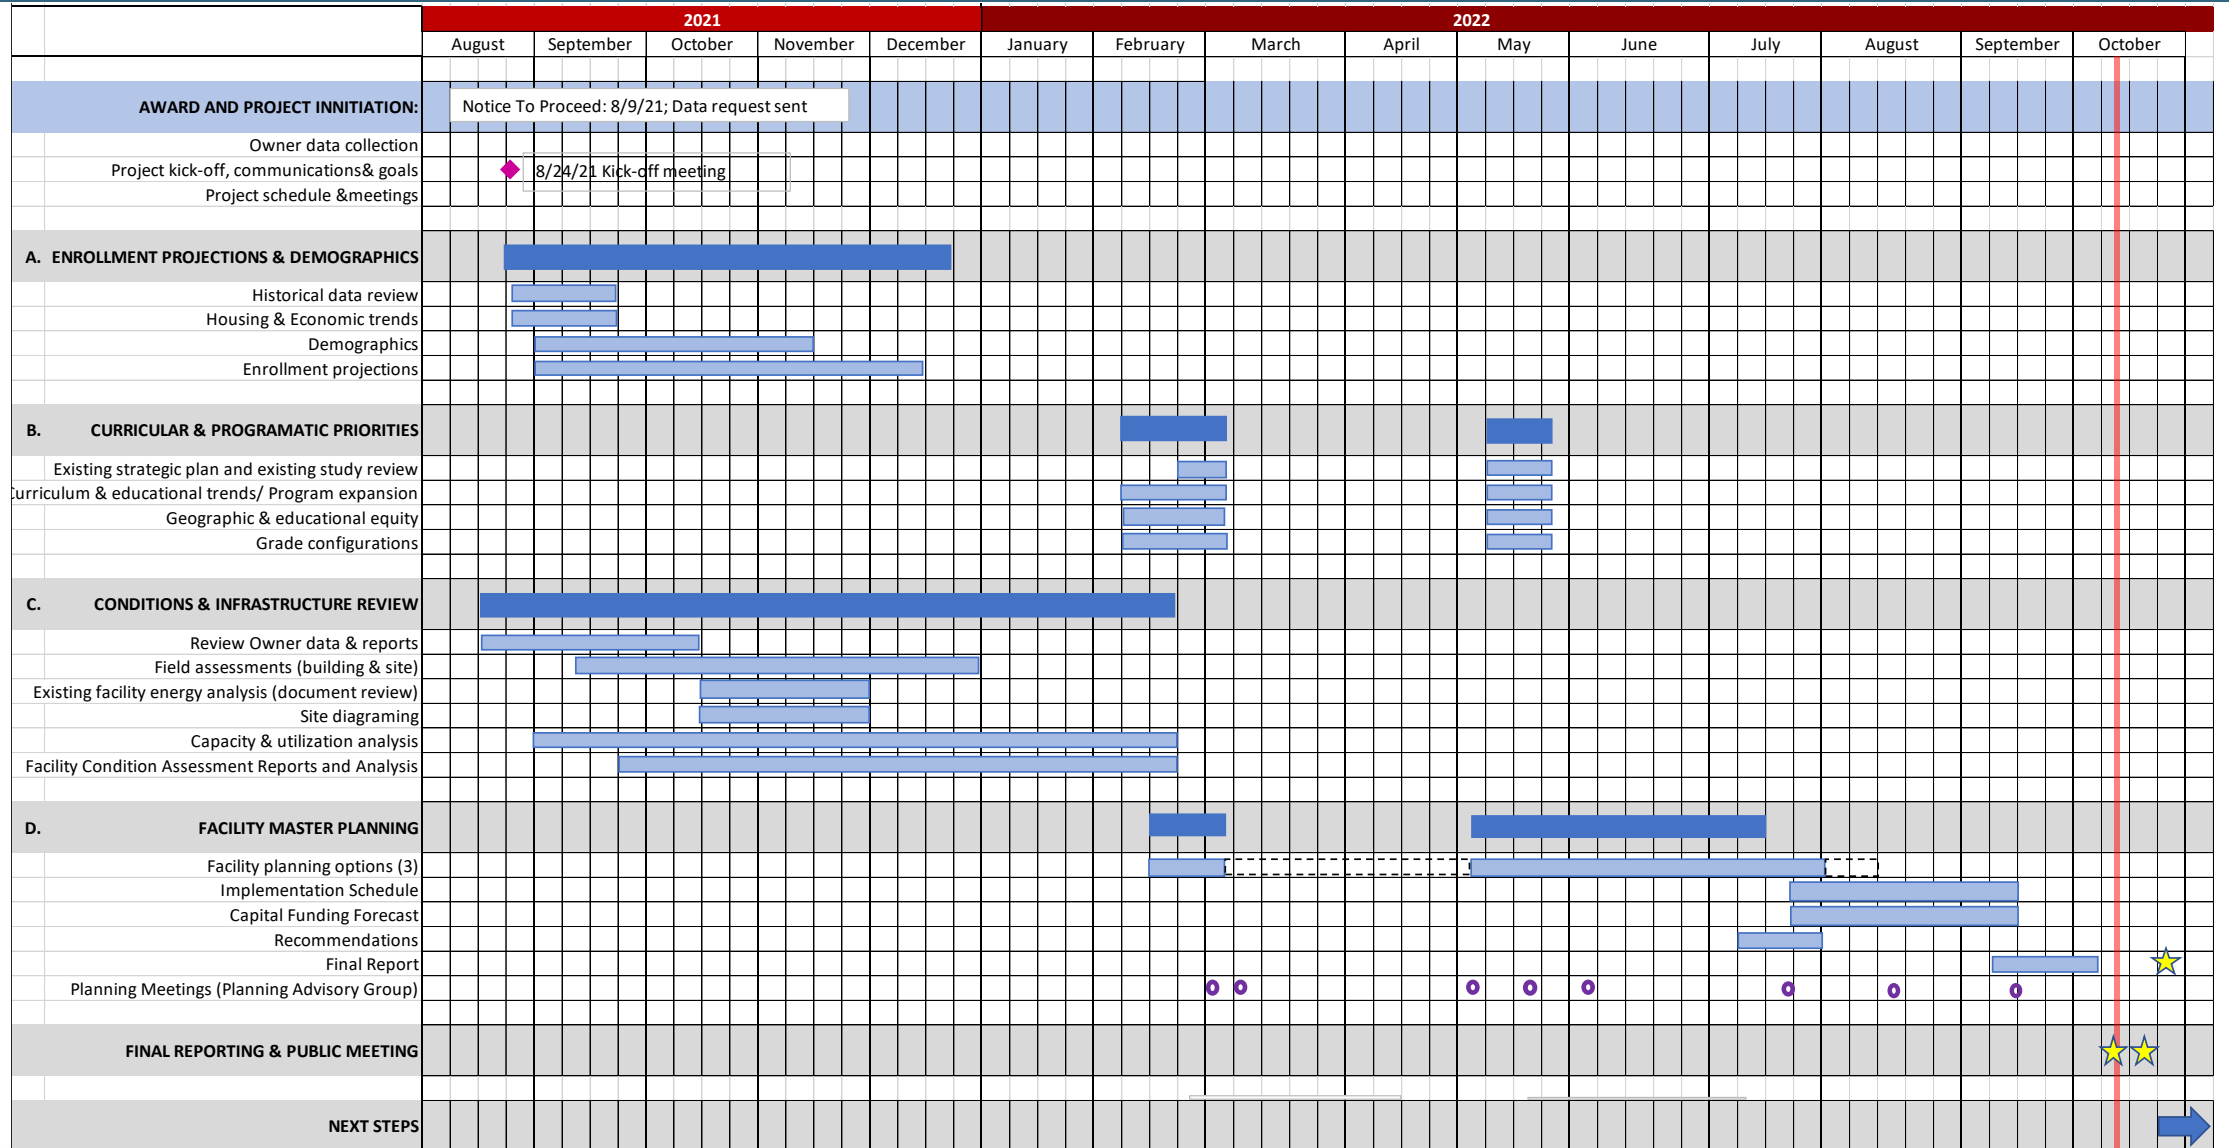 2021 2022
August September October November December January February March April May June July August September October
AWARD AND PROJECT INNITIATION: Notice To Proceed: 8/9/21; Data request sent
Owner data collection
Project kick-off, communications& goals 8/24/21 Kick-off meeting
Project schedule &meetings
A. ENROLLMENT PROJECTIONS & DEMOGRAPHICS
Historical data review
Housing & Economic trends
Demographics
Enrollment projections
B. CURRICULAR & PROGRAMATIC PRIORITIES
Existing strategic plan and existing study review
Curriculum & educational trends/ Program expansion
Geographic & educational equity
Grade configurations
C. CONDITIONS & INFRASTRUCTURE REVIEW
Review Owner data & reports
Field assessments (building & site)
Existing facility energy analysis (document review)
Site diagraming
Capacity & utilization analysis
Facility Condition Assessment Reports and Analysis
D. FACILITY MASTER PLANNING
Facility planning options (3)
Implementation Schedule
Capital Funding Forecast
Recommendations
Final Report
Planning Meetings (Planning Advisory Group)
FINAL REPORTING & PUBLIC MEETING
NEXT STEPS